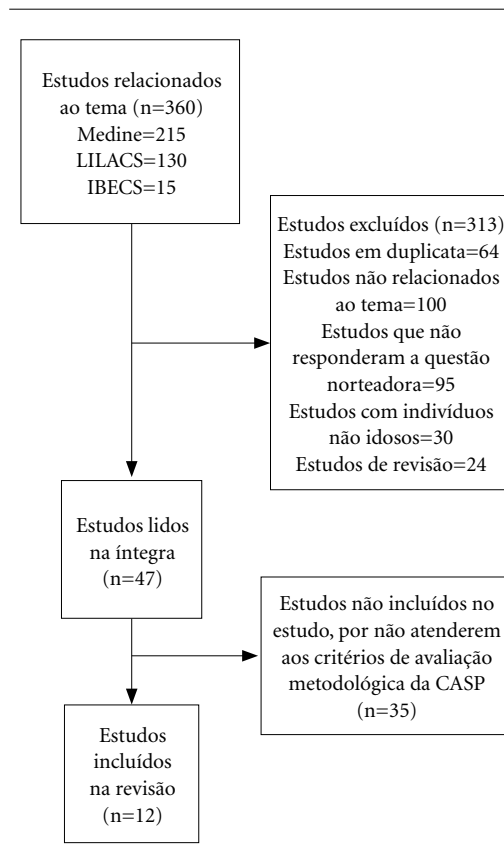 Estudos relacionados
ao tema (n=360)
Medine=215
LILACS=130
IBECS=15
Estudos excluídos (n=313)
Estudos em duplicata=64
Estudos não relacionados
ao tema=100
Estudos que não
responderam a questão
norteadora=95
Estudos com indivíduos
não idosos=30
Estudos de revisão=24
Estudos lidos
na íntegra
(n=47)
Estudos não incluídos no
estudo, por não atenderem
aos critérios de avaliação
metodológica da CASP
(n=35)
Estudos
incluídos
na revisão
(n=12)